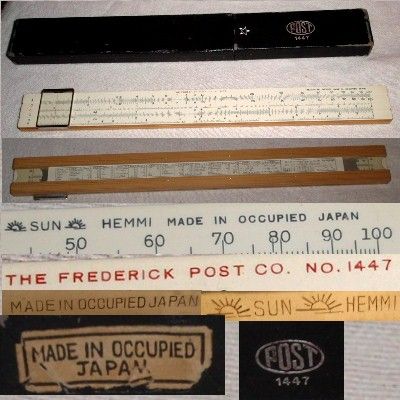 POST
1447
SUN HEMMI MADE IN OCCUPIED JAPAN
50 60 70 80 90 100
THE FREDERICK POST CO. NO. 1447
MADE IN OCCUPIED JAPAN
SUN HEMMI
MADE IN OCCUPIED
JAPAN
POST
1447